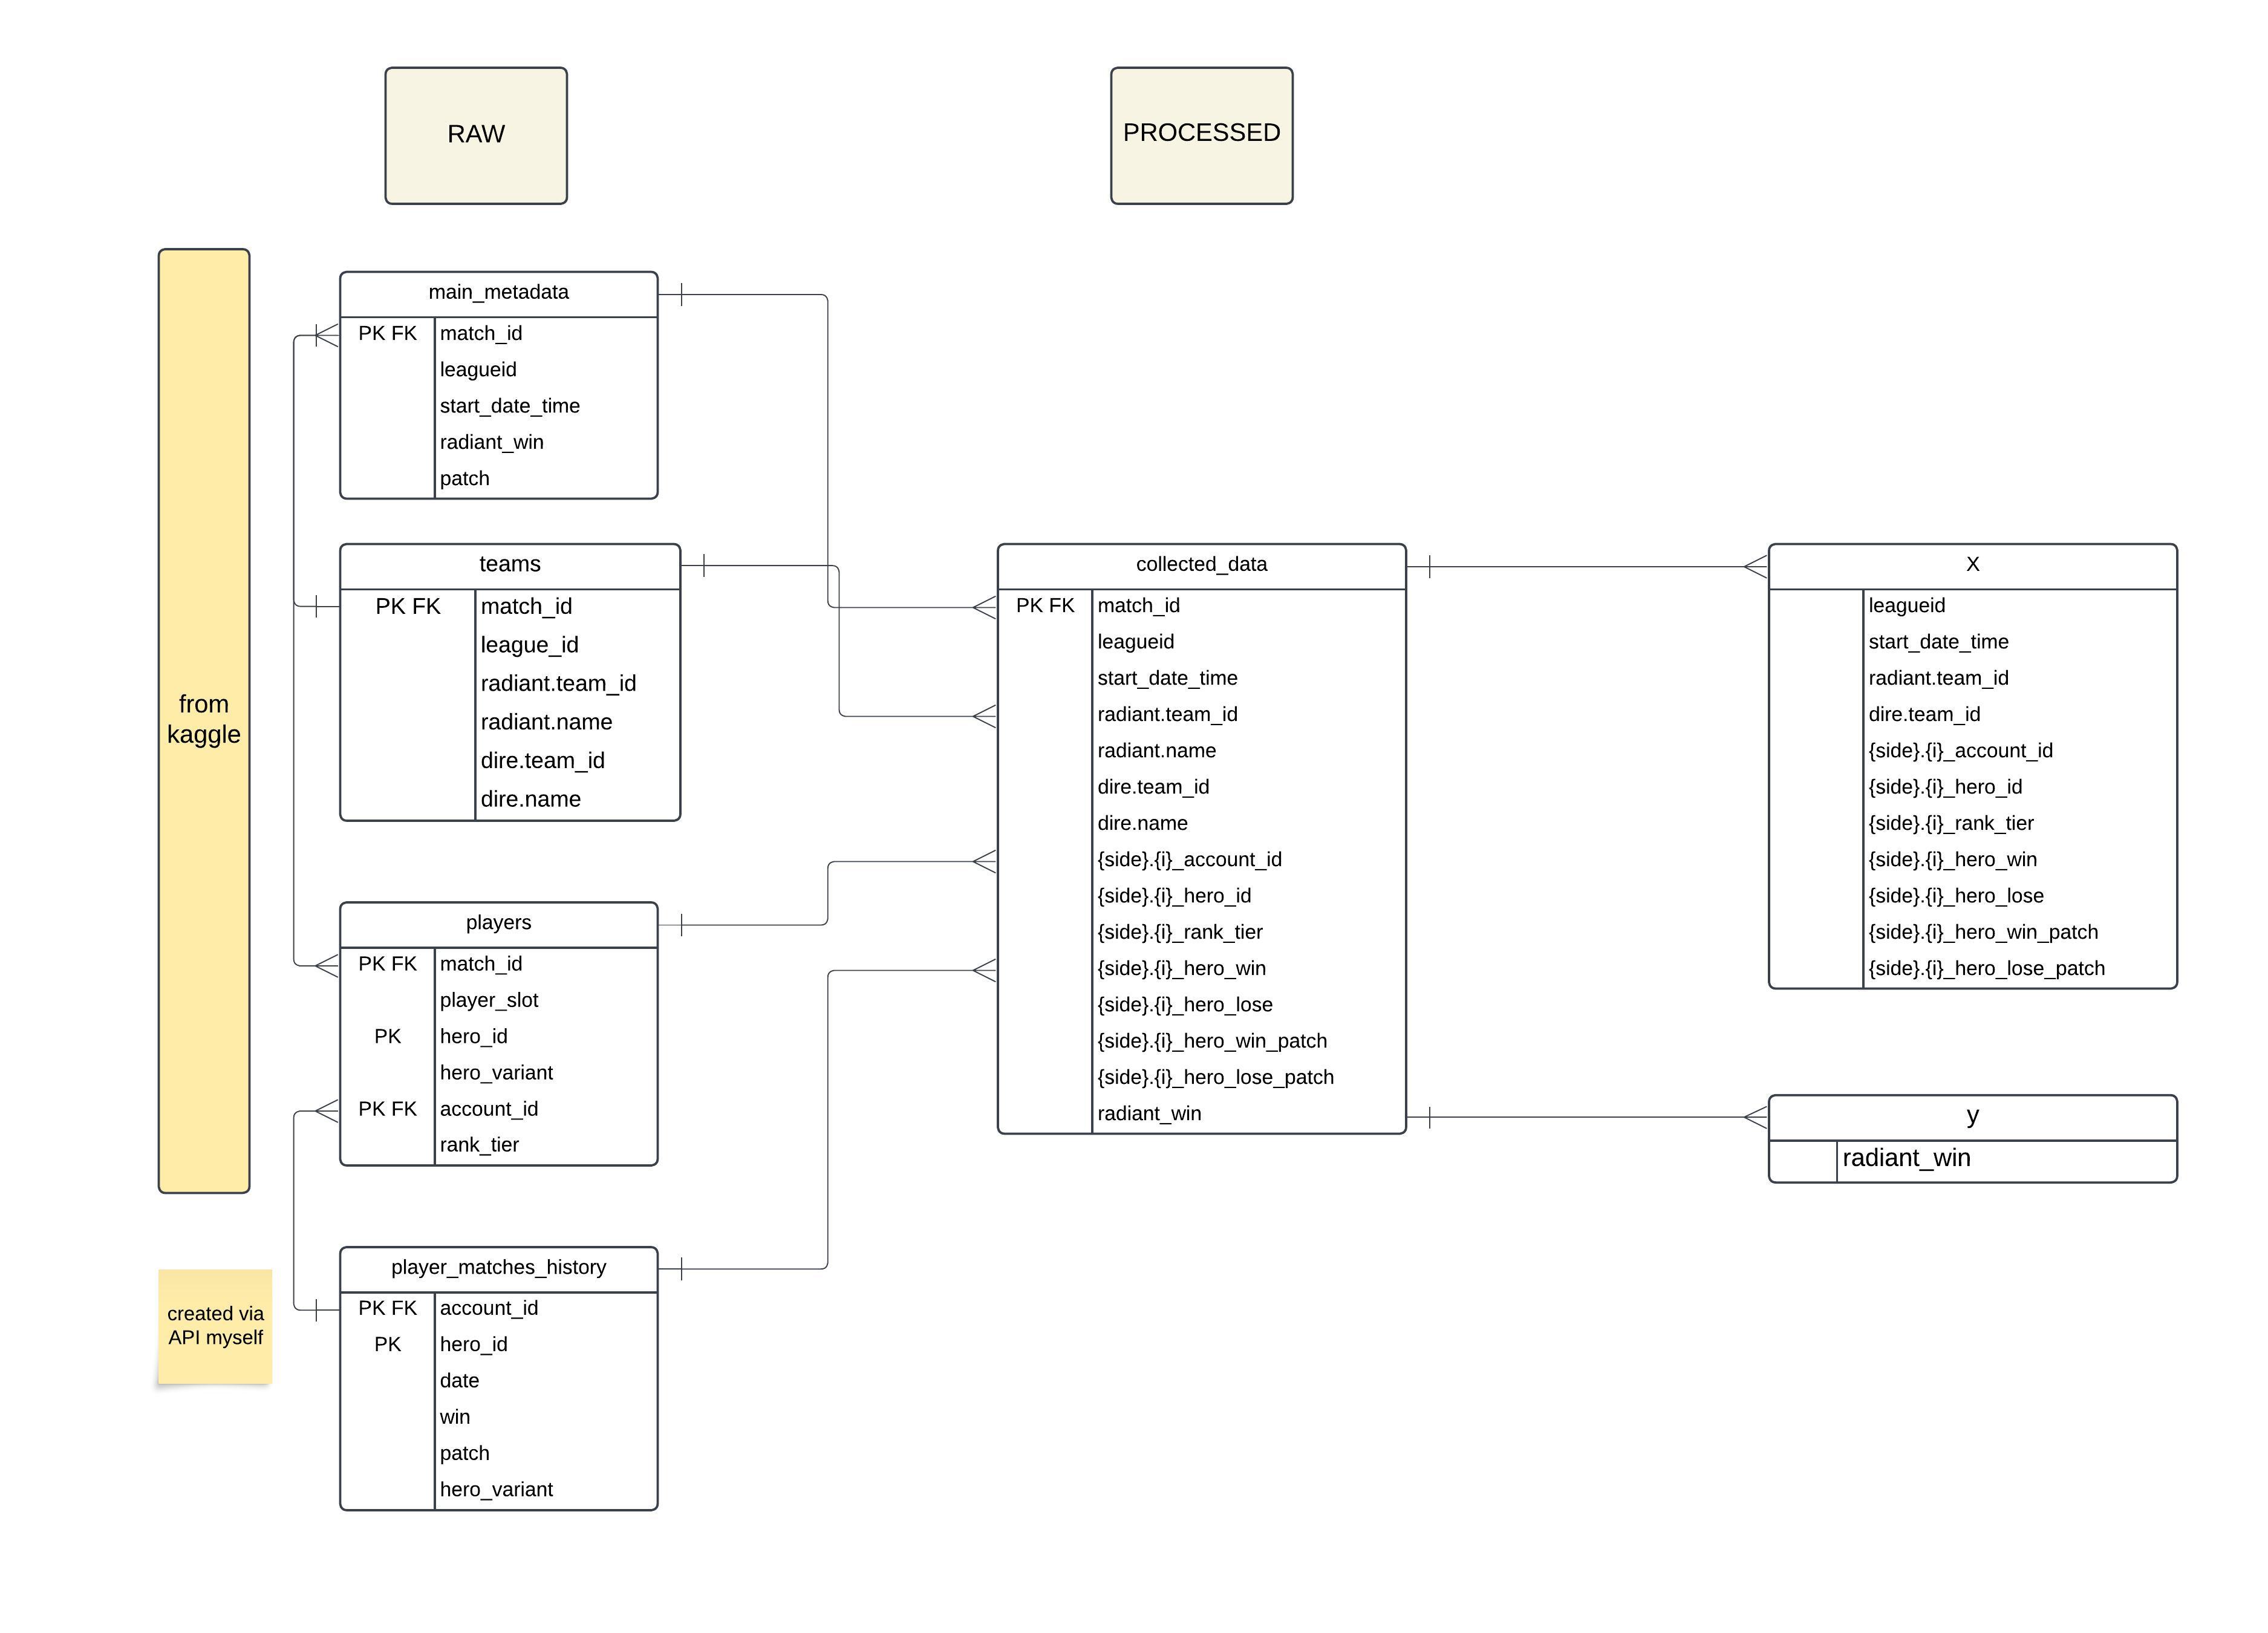 RAW
PROCESSED
from
kaggle
main_metadata
PK FK match_id
leagueid
start_date_time
radiant_win
patch
teams
PK FK match_id
league_id
radiant.team_id
radiant.name
dire.team_id
dire.name
players
PK FK match_id
player_slot
PK hero_id
hero_variant
PK FK account_id
rank_tier
created via
API myself
player_matches_history
PK FK account_id
PK hero_id
date
win
patch
hero_variant
collected_data
PK FK match_id
leagueid
start_date_time
radiant.team_id
radiant.name
dire.team_id
dire.name
{side}.{i}_account_id
{side}.{i}_hero_id
{side}.{i}_rank_tier
{side}.{i}_hero_win
{side}.{i}_hero_lose
{side}.{i}_hero_win_patch
{side}.{i}_hero_lose_patch
radiant_win
X
leagueid
start_date_time
radiant.team_id
dire.team_id
{side}.{i}_account_id
{side}.{i}_hero_id
{side}.{i}_rank_tier
{side}.{i}_hero_win
{side}.{i}_hero_lose
{side}.{i}_hero_win_patch
{side}.{i}_hero_lose_patch
y
radiant_win